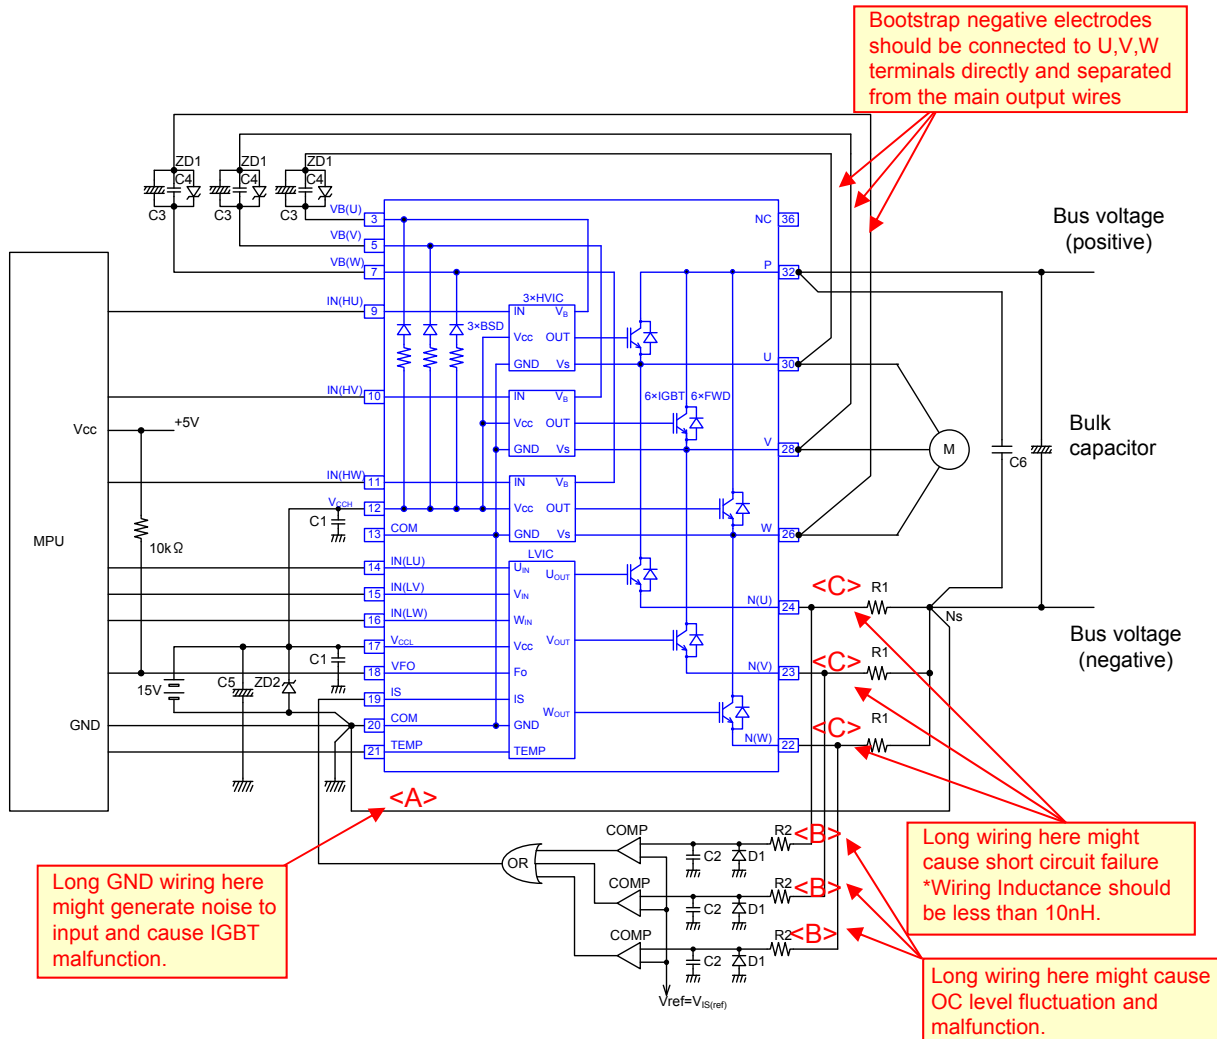 Bootstrap negative electrodes
should be connected to U,V,W
terminals directly and separated
from the main output wires
ZD1
ZD1
ZD1
C4
C4
C4
C3
C3
C3
VB(U)
3
NC
36
VB(V)
5
VB(W)
7
P
32
Bus voltage
(positive)
IN(HU)
9
3×HVIC
3×BSD
IN
VB
Vcc
OUT
GND
Vs
U
30
IN(HV)
10
IN
VB
Vcc
OUT
GND
Vs
6×IGBT
6×FWD
V
28
M
C6
Bulk
capacitor
Vcc
+5V
IN(HW)
11
IN
VB
VCCH
12
Vcc
OUT
C1
COM
13
GND
Vs
W
26
MPU
10kΩ
LVIC
IN(LU)
14
UIN
UOUT
IN(LV)
15
VIN
IN(LW)
16
WIN
N(U)
24
<C>
R1
Ns
VCCL
17
Vcc
VOUT
C1
Bus voltage
(negative)
VFO
18
Fo
N(V)
23
<C>
R1
15V
C5
ZD2
IS
19
IS
GND
COM
20
GND
WOUT
<C>
R1
TEMP
21
TEMP
N(W)
22
<A>
Long GND wiring here
might generate noise to
input and cause IGBT
malfunction.
OR
COMP
C2
D1
R2
<B>
COMP
C2
D1
R2
<B>
COMP
C2
D1
R2
<B>
Vref=VIS(ref)
Long wiring here might
cause short circuit failure
*Wiring Inductance should
be less than 10nH.
Long wiring here might cause
OC level fluctuation and
malfunction.